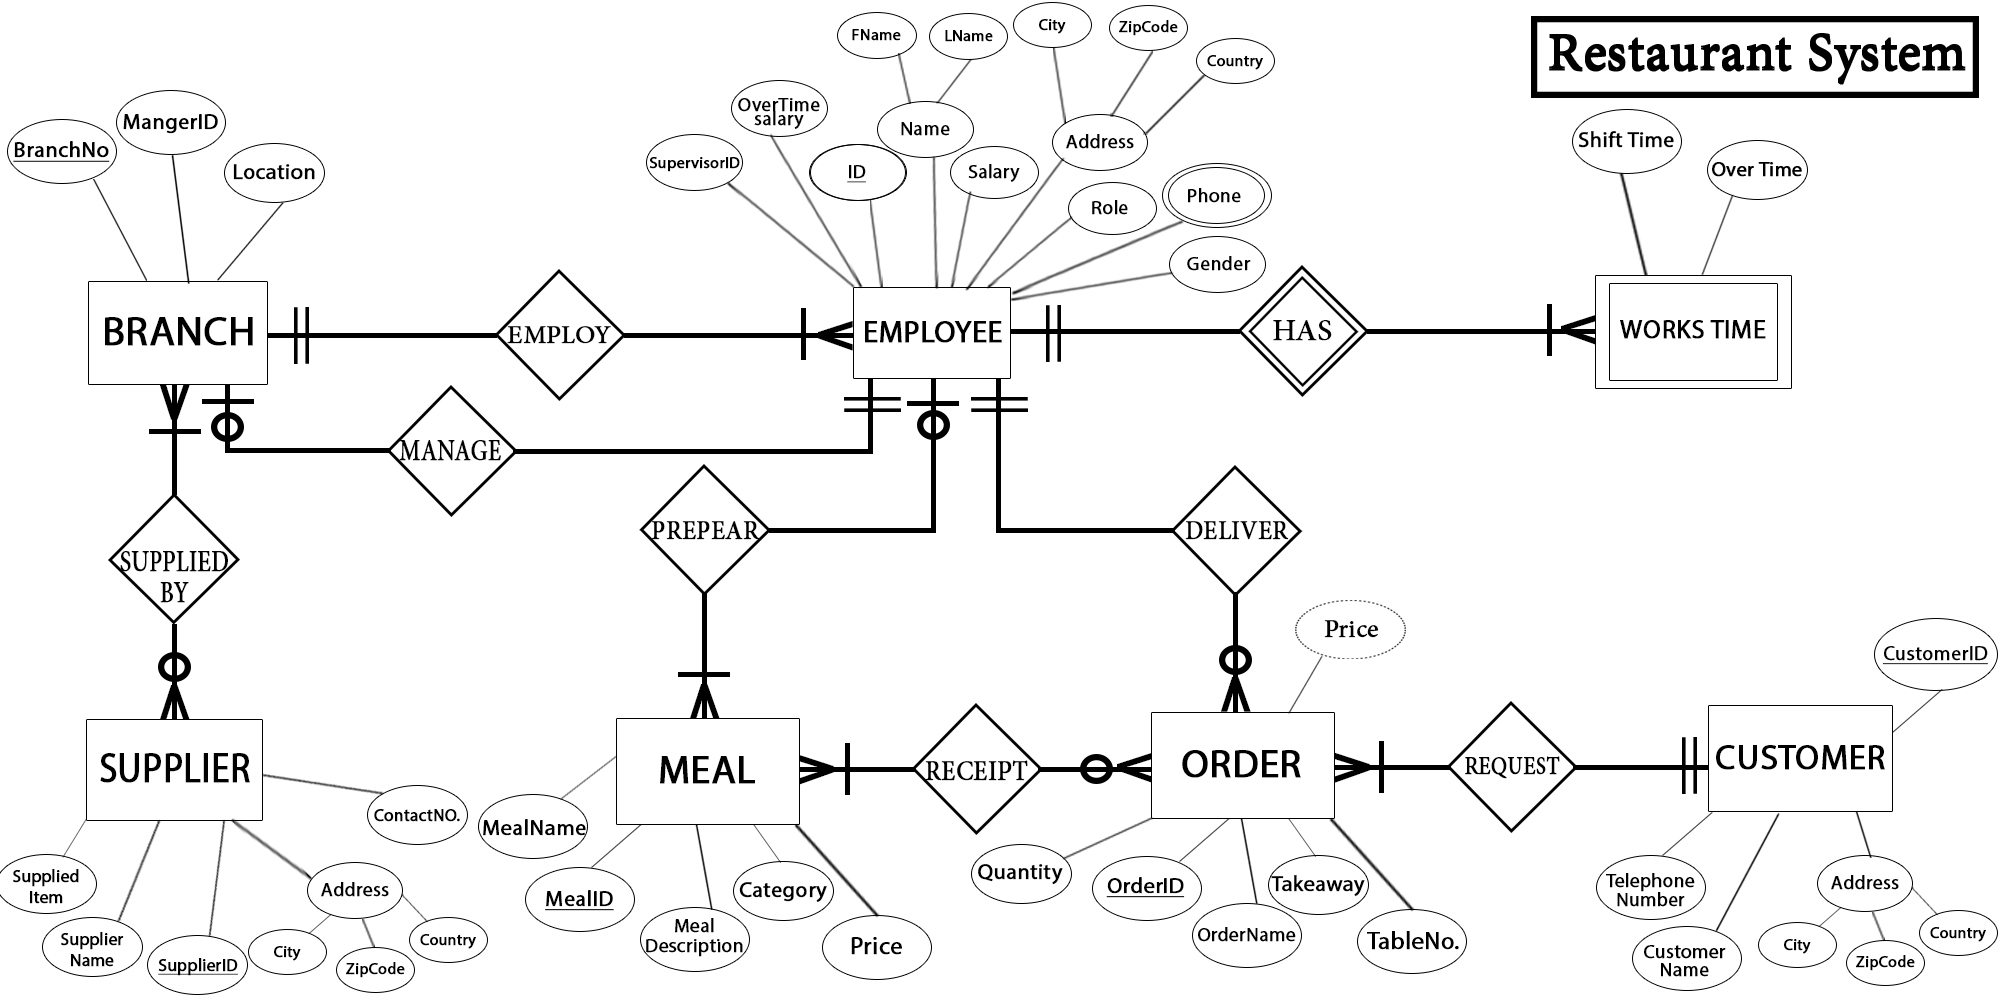 Restaurant System
FName
LName
City
ZipCode
Country
OverTime
salary
Name
Address
MangerID
BranchNo
Location
SupervisorID
ID
Salary
Role
Phone
Gender
Shift Time
Over Time
BRANCH
EMPLOY
EMPLOYEE
HAS
WORKS TIME
MANAGE
SUPPLIED
BY
PREPEAR
DELIVER
Price
CustomerID
SUPPLIER
MEAL
RECEIPT
ORDER
REQUEST
CUSTOMER
ContactNO.
Supplied
Item
Address
Supplier
Name
SupplierID
City
ZipCode
Country
MealName
MealID
Meal
Description
Category
Price
Quantity
OrderID
OrderName
Takeaway
TableNo.
Telephone
Number
Customer
Name
Address
City
ZipCode
Country